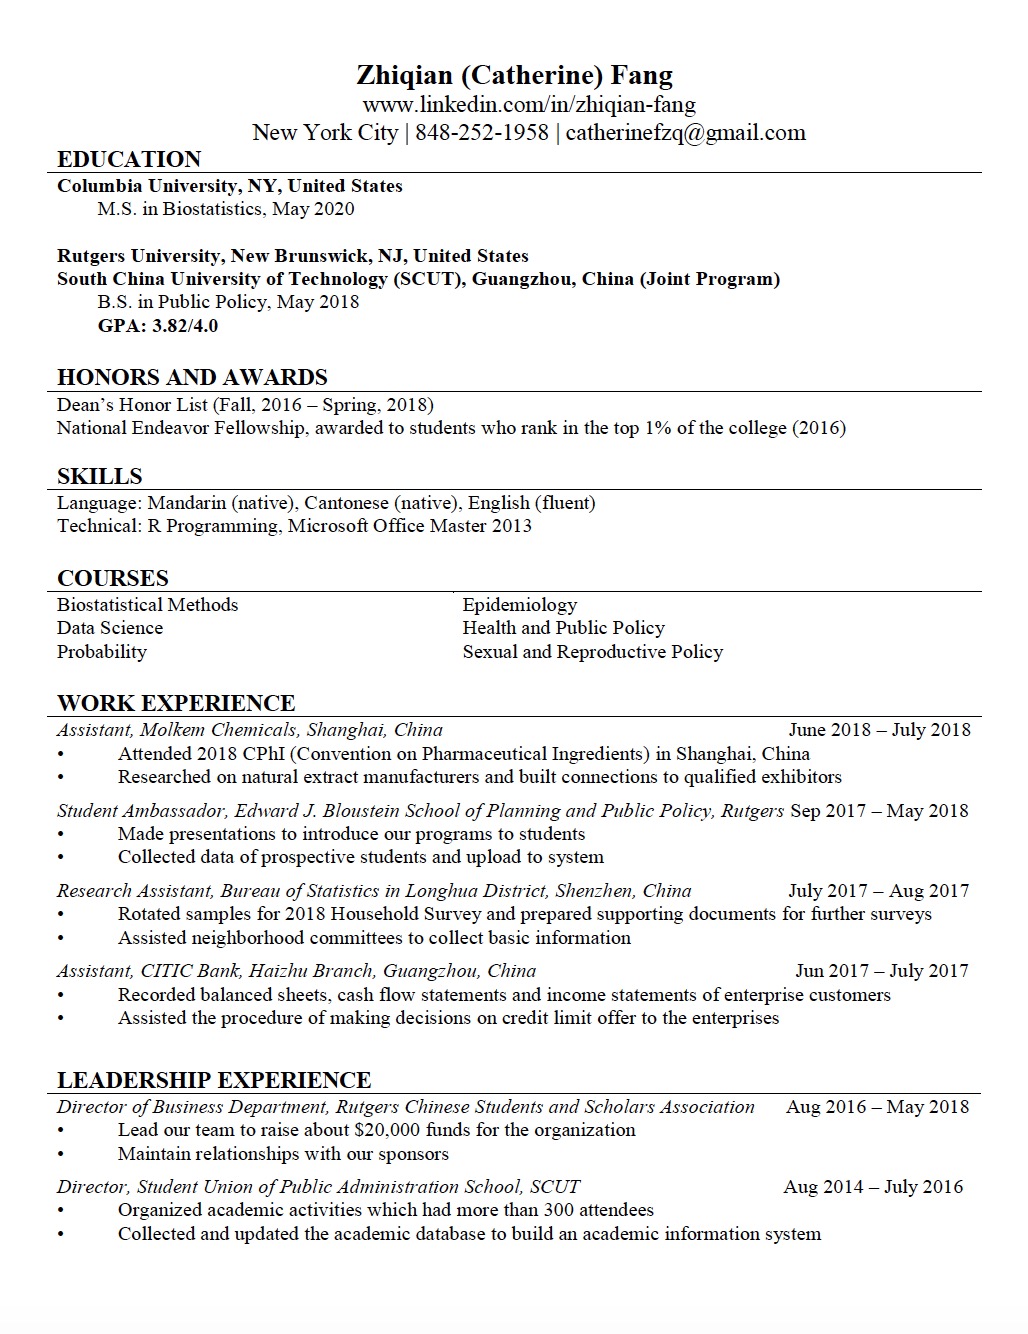 Zhiqian (Catherine) Fang
www.linkedin.com/in/zhiqian-fang
New York City | 848-252-1958 | catherinefzq@gmail.com
EDUCATION
Columbia University, NY, United States
M.S. in Biostatistics, May 2020
Rutgers University, New Brunswick, NJ, United States
South China University of Technology (SCUT), Guangzhou, China (Joint Program)
B.S. in Public Policy, May 2018
GPA: 3.82/4.0
HONORS AND AWARDS
Dean’s Honor List (Fall, 2016 – Spring, 2018)
National Endeavor Fellowship, awarded to students who rank in the top 1% of the college (2016)
SKILLS
Language: Mandarin (native), Cantonese (native), English (fluent)
Technical: R Programming, Microsoft Office Master 2013
COURSES
Biostatistical Methods Epidemiology
Data Science Health and Public Policy
Probability Sexual and Reproductive Policy
WORK EXPERIENCE
Assistant, Molkem Chemicals, Shanghai, China June 2018 – July 2018
• Attended 2018 CPhI (Convention on Pharmaceutical Ingredients) in Shanghai, China
• Researched on natural extract manufacturers and built connections to qualified exhibitors
Student Ambassador, Edward J. Bloustein School of Planning and Public Policy, Rutgers Sep 2017 – May 2018
• Made presentations to introduce our programs to students
• Collected data of prospective students and upload to system
Research Assistant, Bureau of Statistics in Longhua District, Shenzhen, China July 2017 – Aug 2017
• Rotated samples for 2018 Household Survey and prepared supporting documents for further surveys
• Assisted neighborhood committees to collect basic information
Assistant, CITIC Bank, Haizhu Branch, Guangzhou, China Jun 2017 – July 2017
• Recorded balanced sheets, cash flow statements and income statements of enterprise customers
• Assisted the procedure of making decisions on credit limit offer to the enterprises
LEADERSHIP EXPERIENCE
Director of Business Department, Rutgers Chinese Students and Scholars Association Aug 2016 – May 2018
• Lead our team to raise about $20,000 funds for the organization
• Maintain relationships with our sponsors
Director, Student Union of Public Administration School, SCUT Aug 2014 – July 2016
• Organized academic activities which had more than 300 attendees
• Collected and updated the academic database to build an academic information system